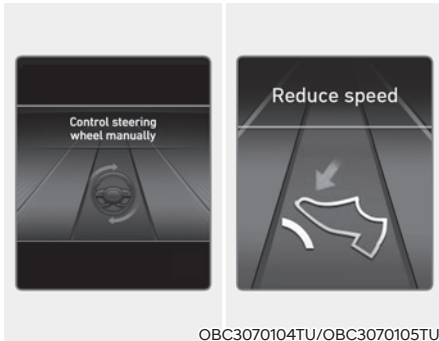 Control steering
wheel manually
Reduce speed
OBC3070104TU/OBC3070105TU